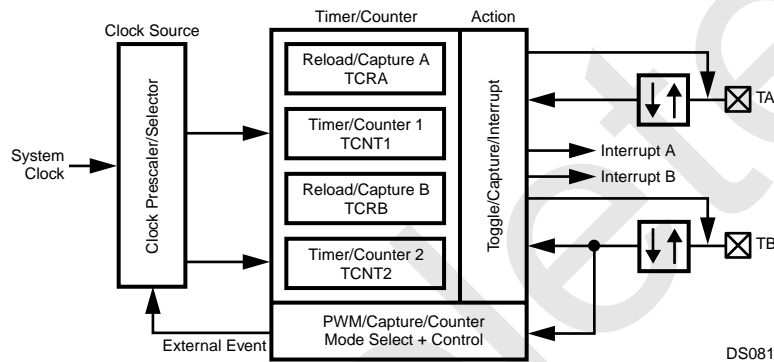 Timer/Counter
Action
Clock Source
Reload/Capture A
TCRA
TA
Timer/Counter 1
TCNT1
Clock Prescaler/Selector
Toggle/Capture/Interrupt
System
Clock
Interrupt A
Interrupt B
Reload/Capture B
TCRB
Timer/Counter 2
TCNT2
TB
PWM/Capture/Counter
Mode Select + Control
External Event
DS081